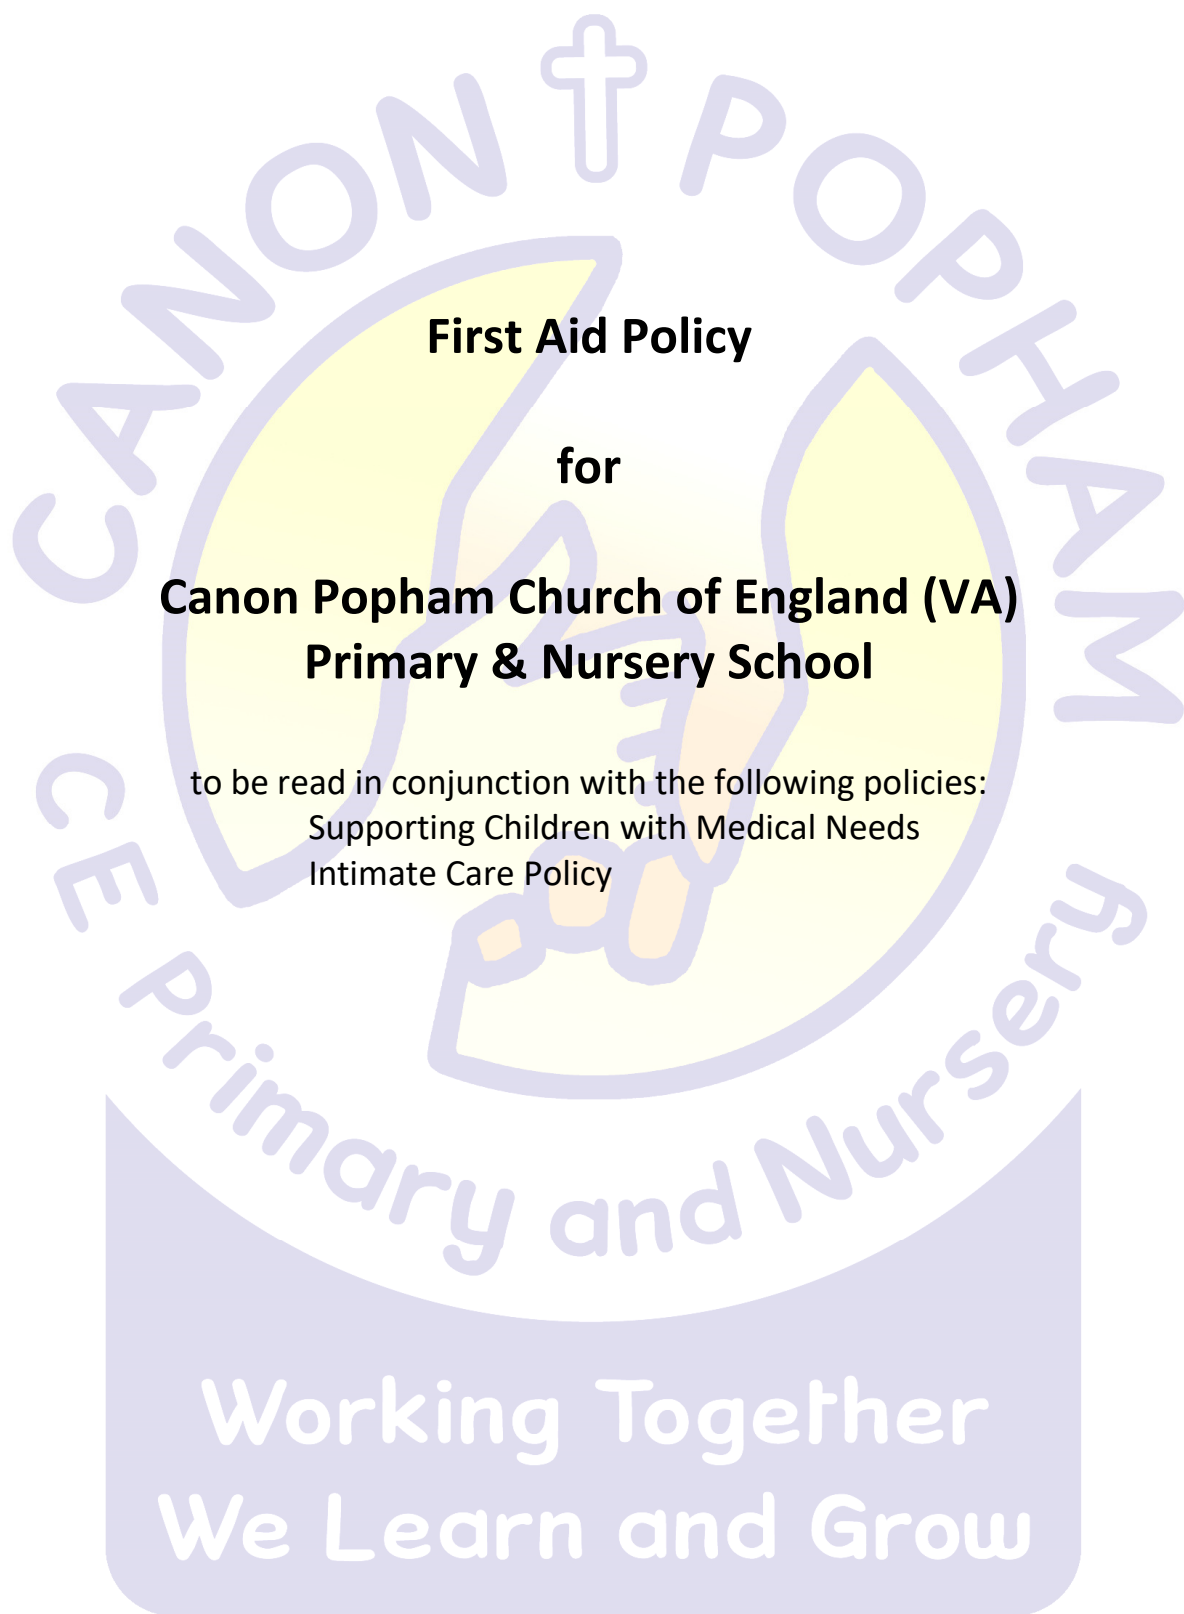 CANON POPHAM
First Aid Policy
for
Canon Popham Church of England (VA)
Primary & Nursery School
to be read in conjunction with the following policies:
Supporting Children with Medical Needs
Intimate Care Policy
CE Primary and Nursery
Working Together
We Learn and Grow